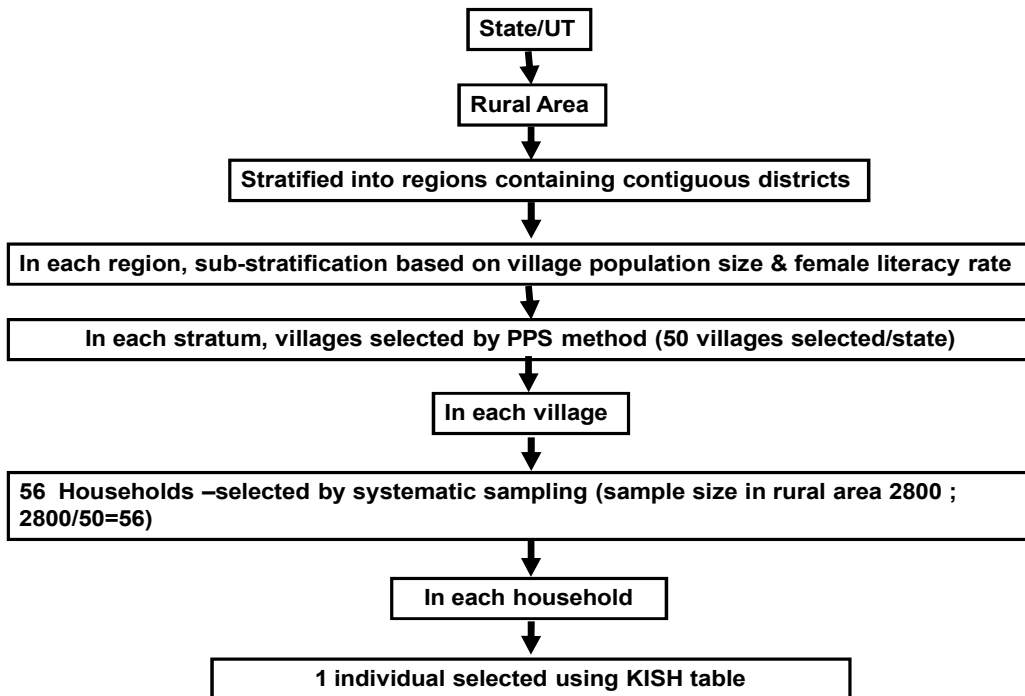 State/UT
Rural Area
Stratified into regions containing contiguous districts
In each region, sub-stratification based on village population size & female literacy rate
In each stratum, villages selected by PPS method (50 villages selected/state)
In each village
56 Households –selected by systematic sampling (sample size in rural area 2800 ;
2800/50=56)
In each household
1 individual selected using KISH table